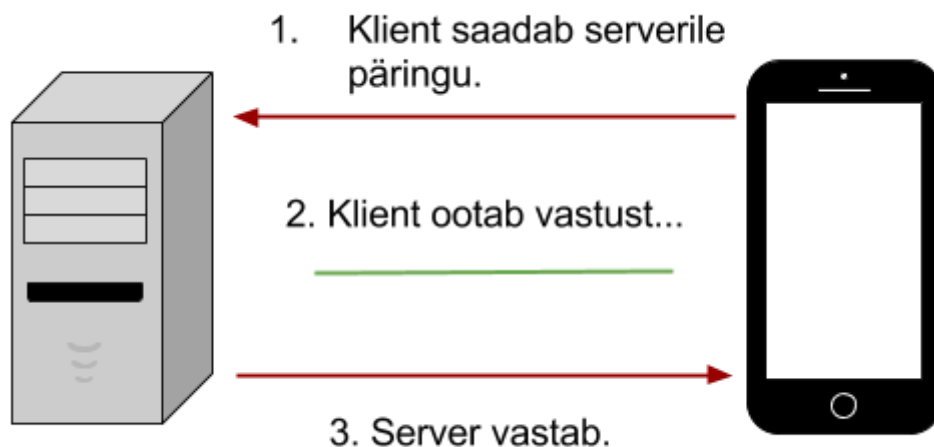 1. Klient saadab serverile
päringu.
2. Klient ootab vastust...
3. Server vastab.